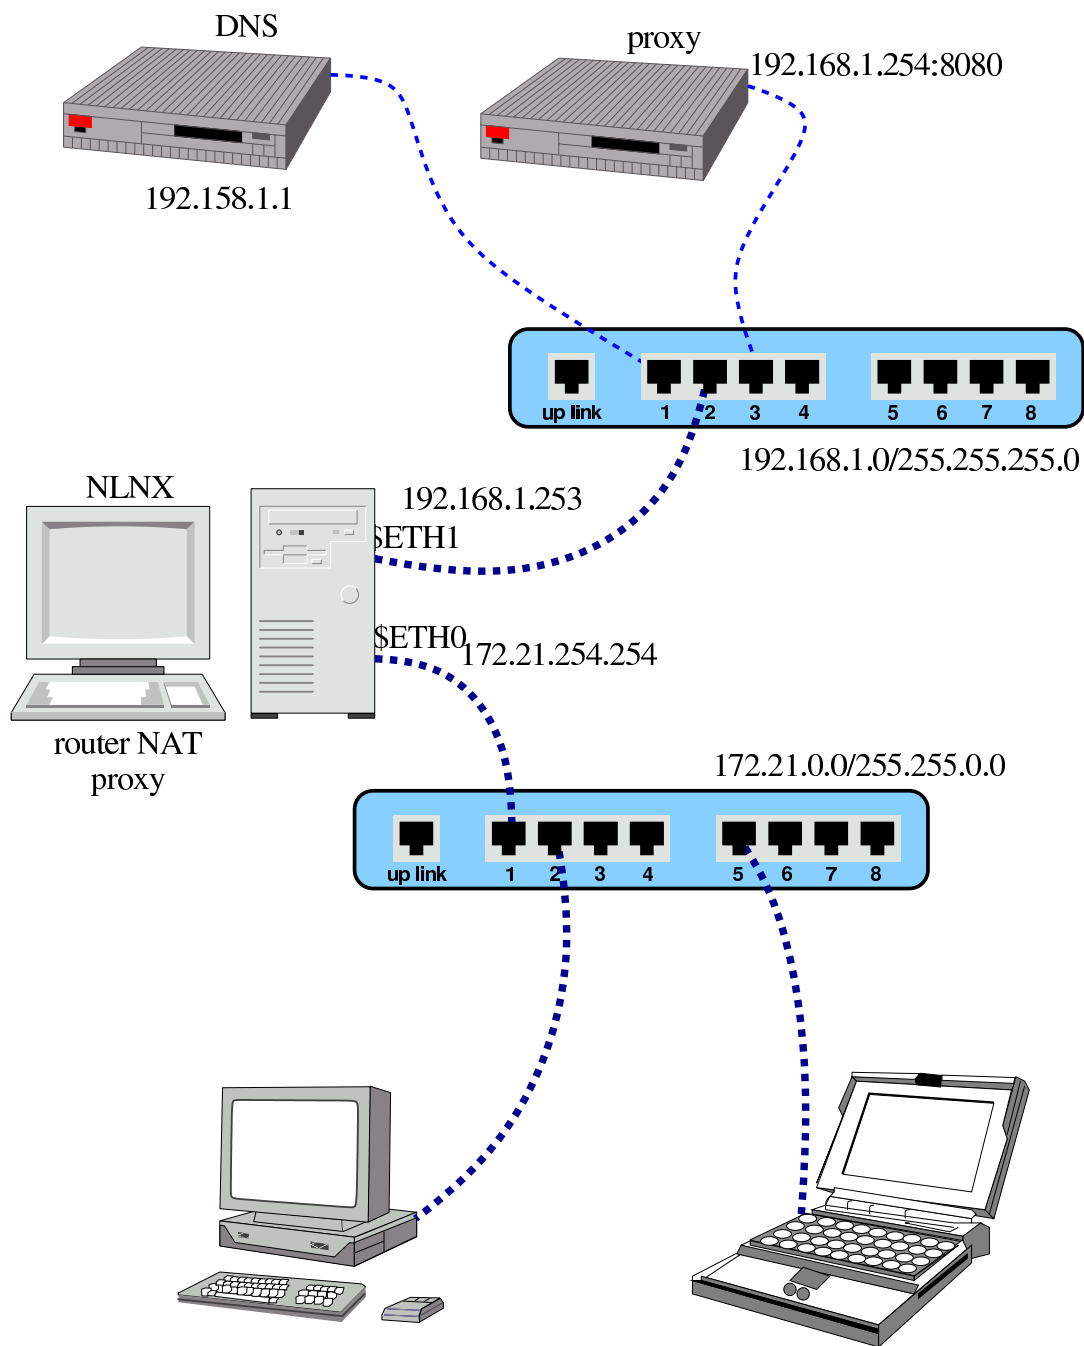 DNS
proxy
192.168.1.254:8080
192.158.1.1
up link
1
2
3
4
5
6
7
8
192.168.1.0/255.255.255.0
NLNX
192.168.1.253
$ETH1
$ETH0
172.21.254.254
router NAT
proxy
172.21.0.0/255.255.0.0
up link
1
2
3
4
5
6
7
8